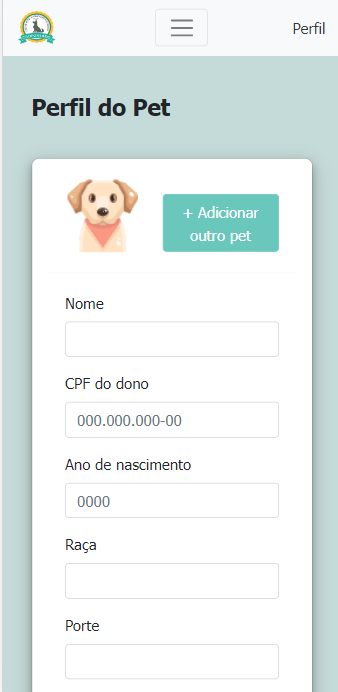 Perfil
Perfil do Pet
+ Adicionar
outro pet
Nome
CPF do dono
000.000.000-00
Ano de nascimento
0000
Raça
Porte